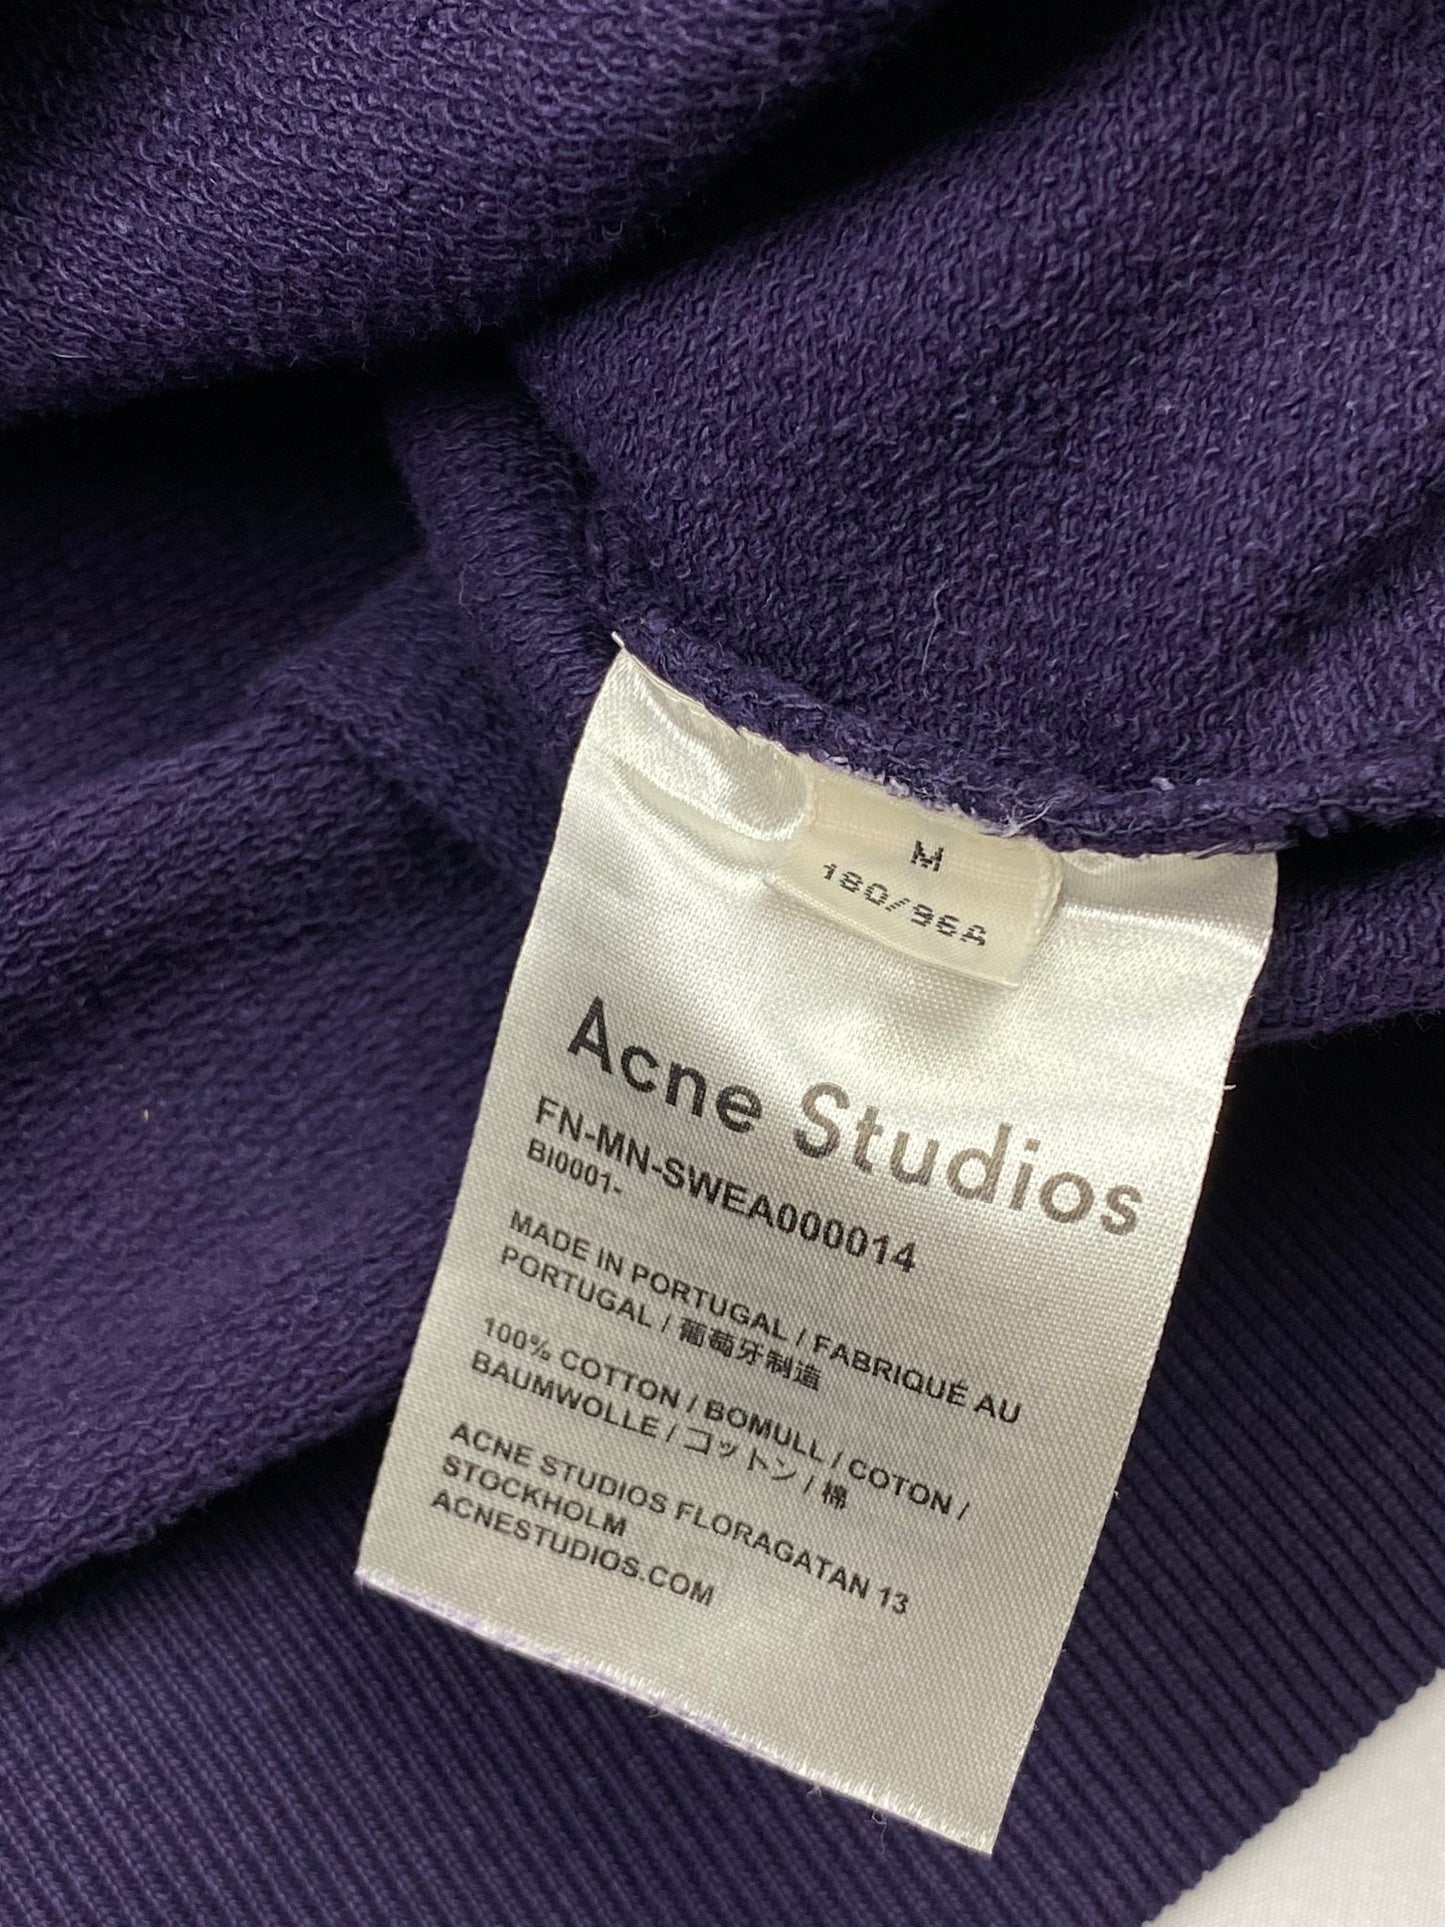 M
180/96A
Acne Studios
FN-MN-SWEA000014
BI0001-
MADE IN PORTUGAL / FABRIQUÉ AU
PORTUGAL / 葡萄牙制造
100% COTTON / BOMULL / COTON /
BAUMWOLLE / コットン / 棉
ACNE STUDIOS FLORAGATAN 13
STOCKHOLM
ACNESTUDIOS.COM